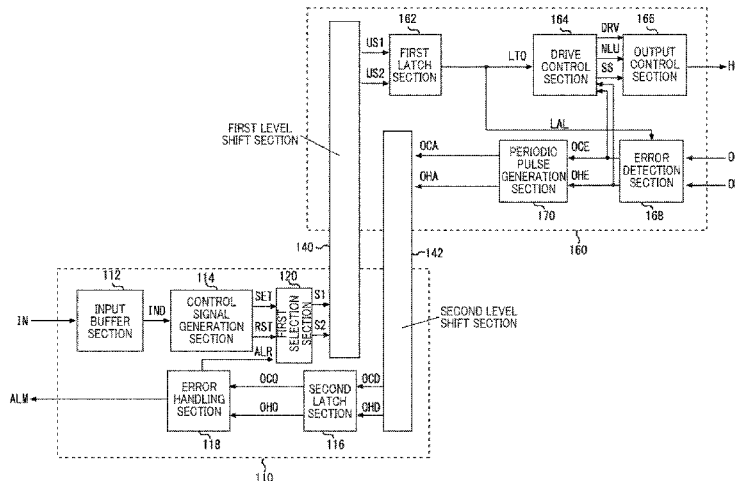 162
164
166
US1
US2
FIRST
LATCH
SECTION
LTO
DRIVE
CONTROL
SECTION
DRV
NLU
SS
OUTPUT
CONTROL
SECTION
FIRST LEVEL
SHIFT SECTION
LAL
OCA
OHA
PERIODIC
PULSE
GENERATION
SECTION
OCE
OHE
ERROR
DETECTION
SECTION
170
168
140
142
160
112
114
120
IN
INPUT
BUFFER
SECTION
IND
CONTROL
SIGNAL
GENERATION
SECTION
SET
RST
ALR
FIRST
SELECTION
SECTION
S1
S2
SECOND LEVEL
SHIFT SECTION
ALM
ERROR
HANDLING
SECTION
OCO
OHO
SECOND
LATCH
SECTION
OCD
OHD
118
116
110